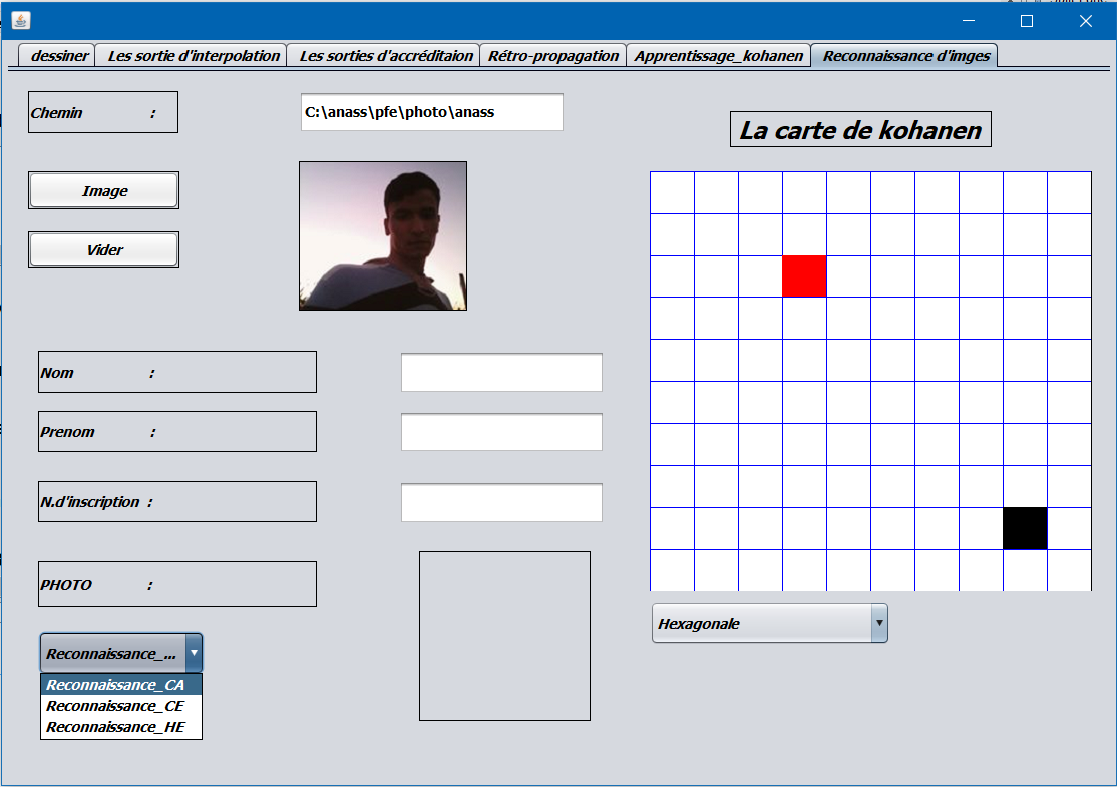 dessiner
Les sortie d'interpolation
Les sorties d'accréditaion
Rétro-propagation
Apprentissage_kohanen
Reconnaissance d'imges
Chemin :
C:\anass\pfe\photo\anass
La carte de kohanen
Image
Vider
Nom :
Prenom :
N.d'inscription :
PHOTO :
Hexagonale
Reconnaissance_...
Reconnaissance_CA
Reconnaissance_CE
Reconnaissance_HE